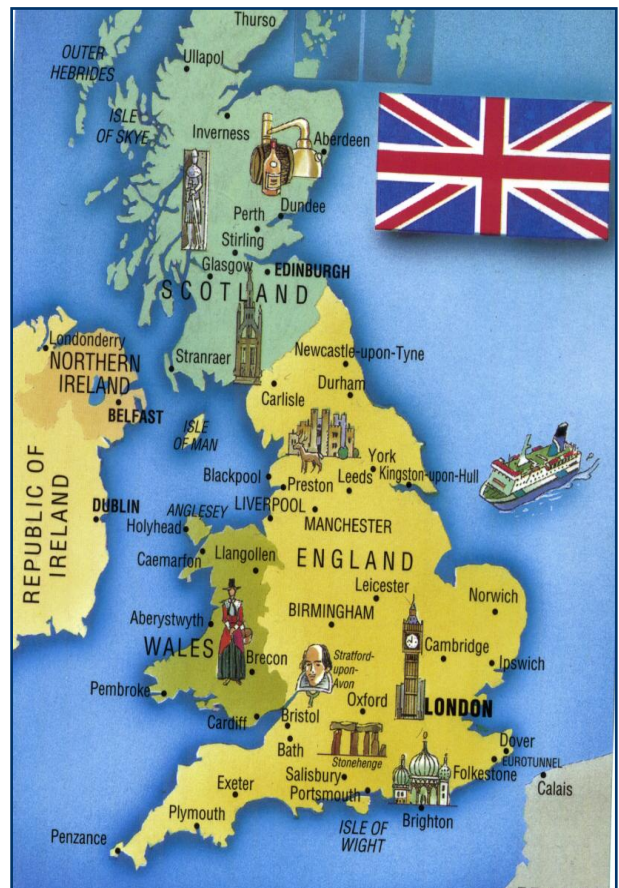 Thurso
OUTER
HEBRIDES
Ullapol
ISLE
OF SKYE
Inverness
Aberdeen
Dundee
Perth
Stirling
Glasgow
EDINBURGH
SCOTLAND
Londonderry
NORTHERN
IRELAND
BELFAST
Stranraer
Newcastle-upon-Tyne
Durham
Carlisle
ISLE
OF MAN
York
Blackpool
Preston
Leeds
Kingston-upon-Hull
REPUBLIC OF
IRELAND
DUBLIN
ANGLESEY
LIVERPOOL
Holyhead
MANCHESTER
Caemarfon
Llangollen
ENGLAND
Leicester
Norwich
Aberystwyth
BIRMINGHAM
WALES
Cambridge
Brecon
Stratford-
upon-
Avon
Ipswich
Pembroke
Oxford
LONDON
Cardiff
Bristol
Bath
Dover
EUROTUNNEL
Stonehenge
Folkestone
Salisbury
Calais
Exeter
Portsmouth
Plymouth
ISLE OF
WIGHT
Brighton
Penzance